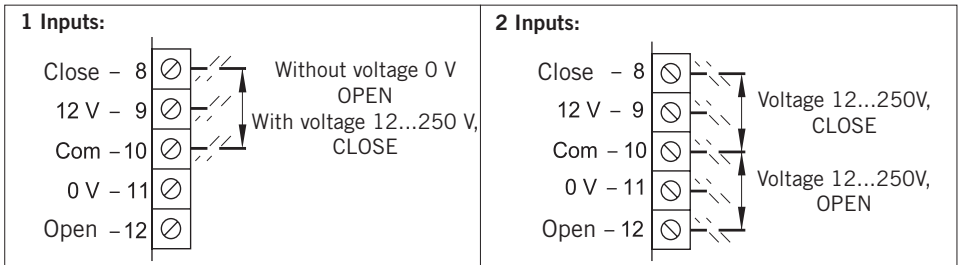 1 Inputs:
Close – 8
12 V – 9
Com –10
0 V –11
Open –12
Without voltage 0 V
OPEN
With voltage 12...250 V,
CLOSE
2 Inputs:
Close – 8
12 V – 9
Com –10
0 V –11
Open –12
Voltage 12...250V,
CLOSE
Voltage 12...250V,
OPEN